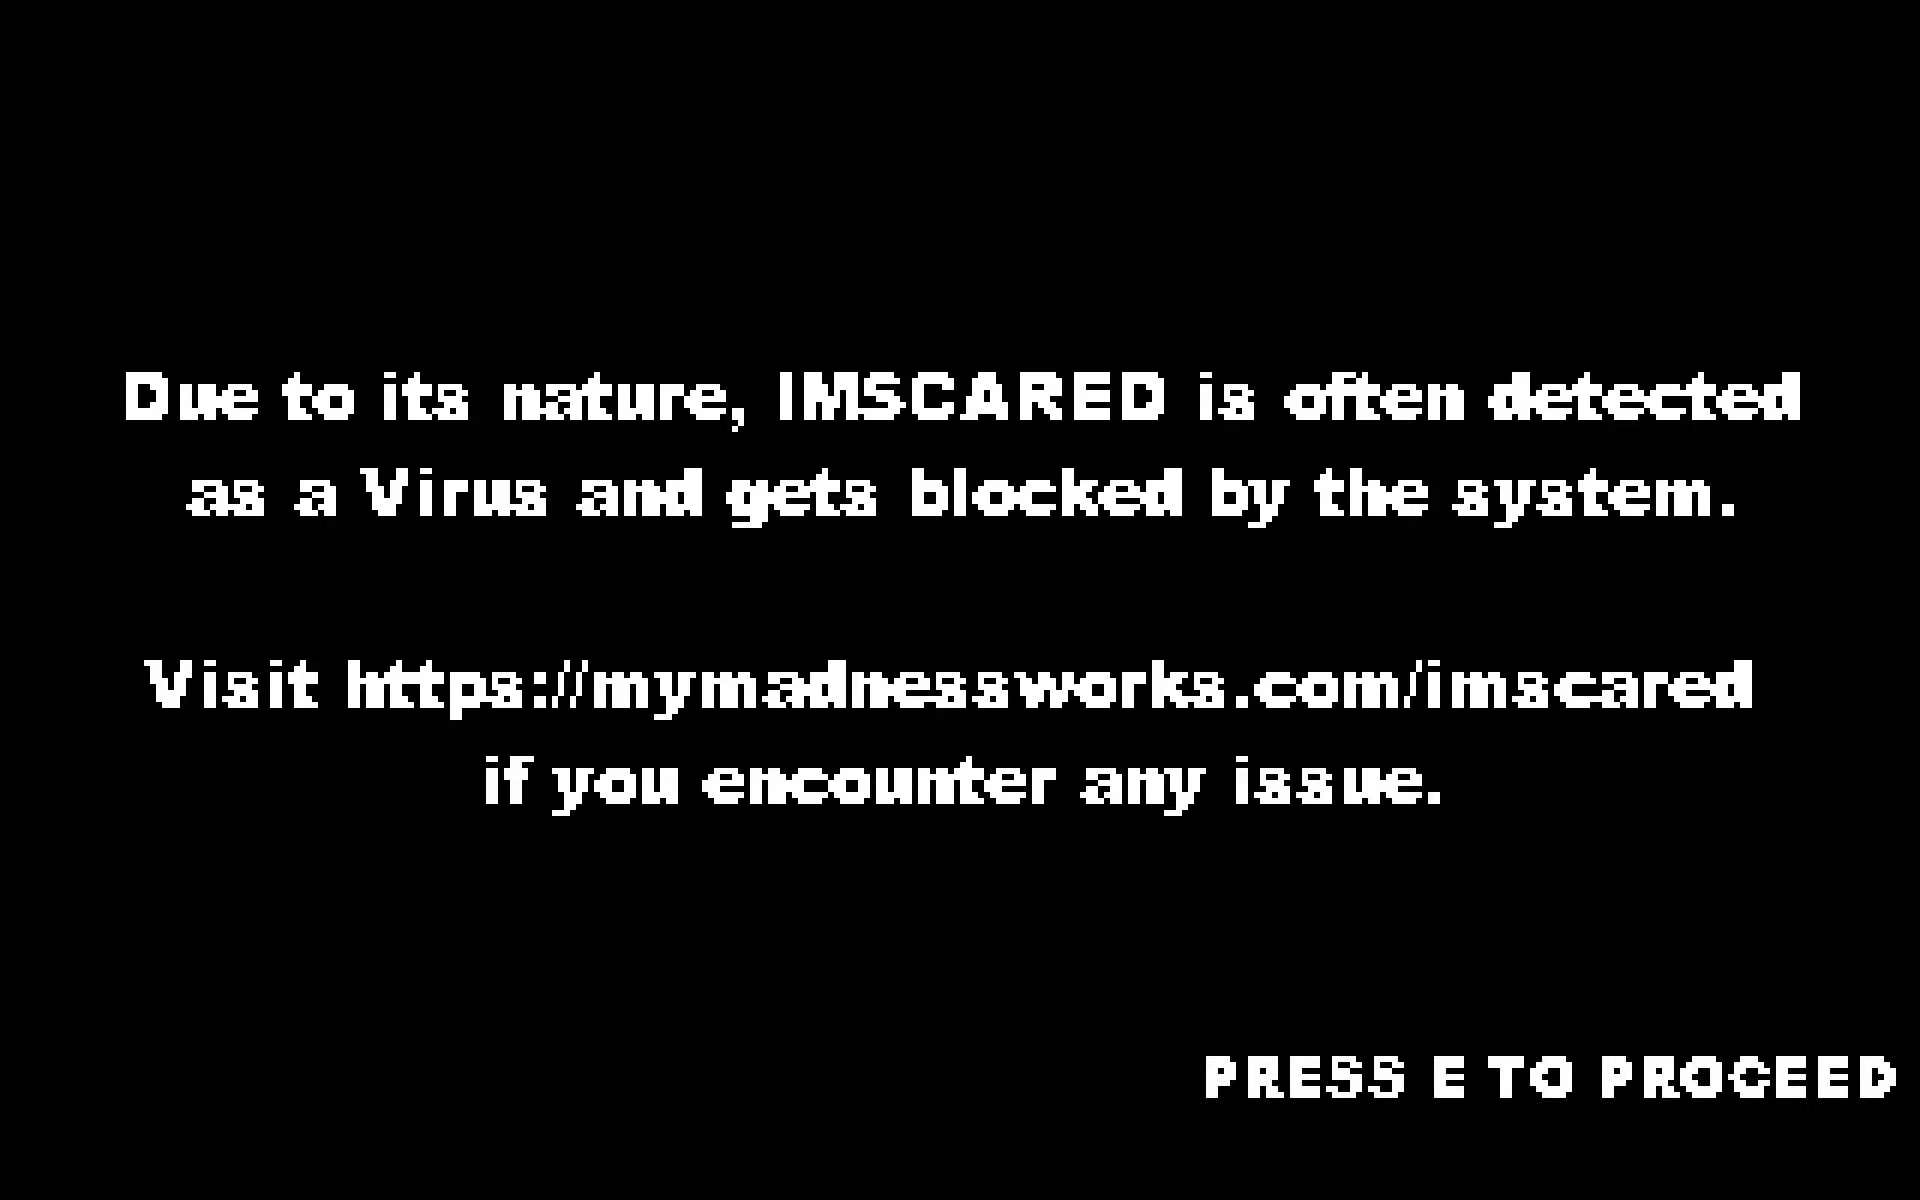 Due to its nature, IMSCARED is often detected
as a Virus and gets blocked by the system.
Visit https://mymadnessworks.com/imscared
if you encounter any issue.
PRESS E TO PROCEED